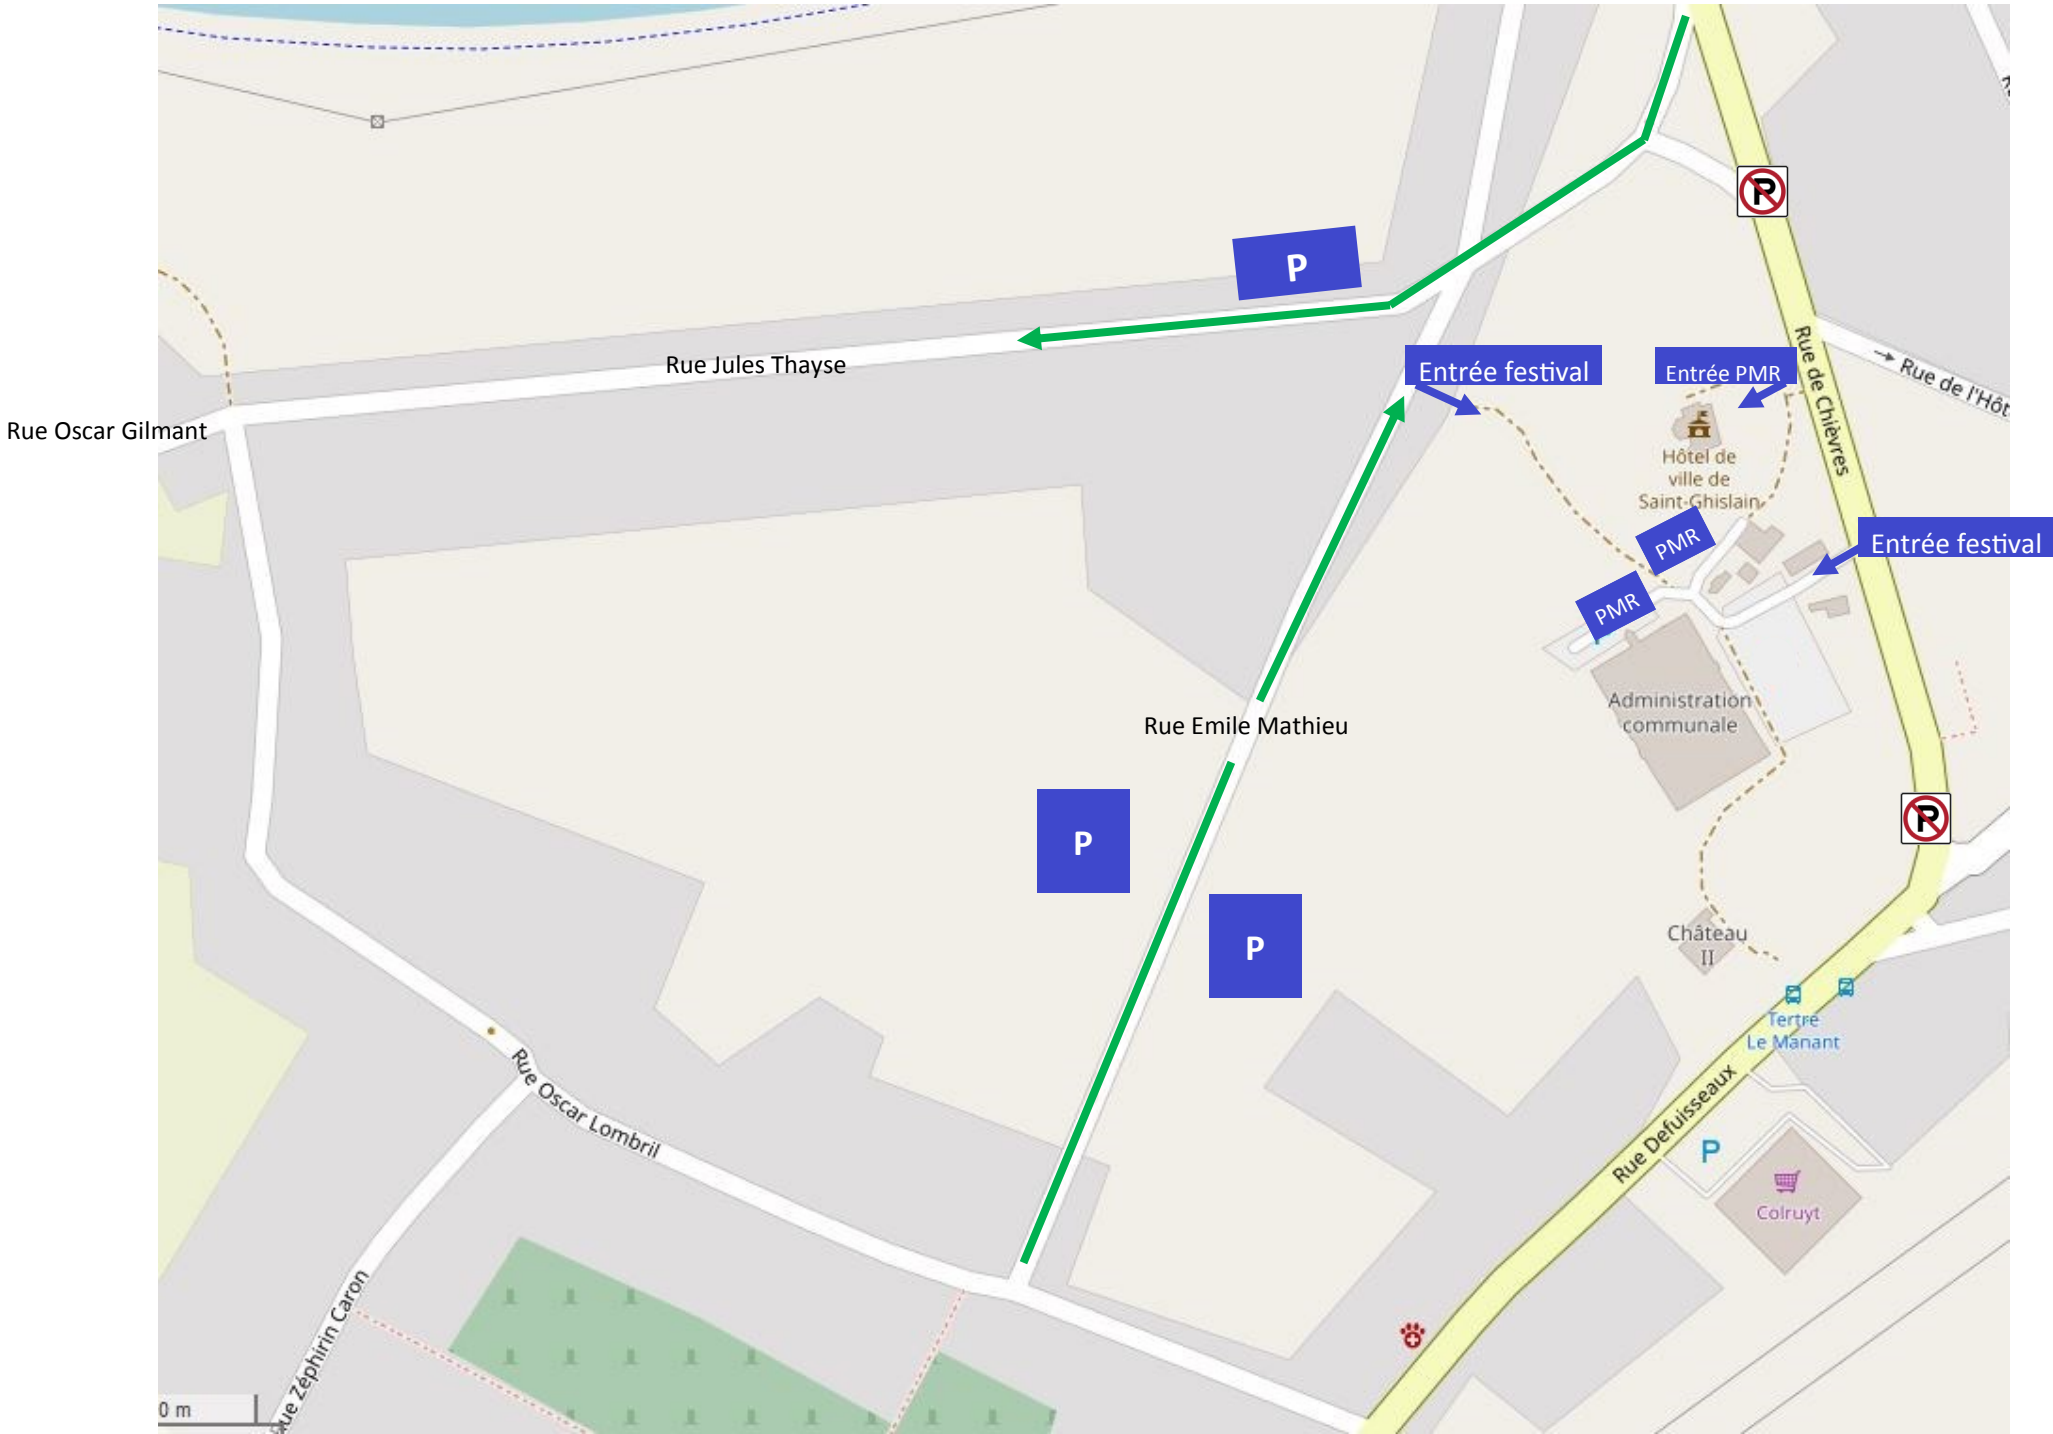 P
P
Rue Jules Thayse
Entrée festival
Entrée PMR
Rue de Chièvres
→ Rue de l'Hôt
Rue Oscar Gilmant
Hôtel de
ville de
Saint-Ghislain
PMR
Entrée festival
PMR
Administration
communale
Rue Emile Mathieu
P
P
P
Château
II
Tertre
Le Manant
Rue Oscar Lombril
Rue Defuisseaux
P
Colruyt
ue Zéphirin Caron
0 m